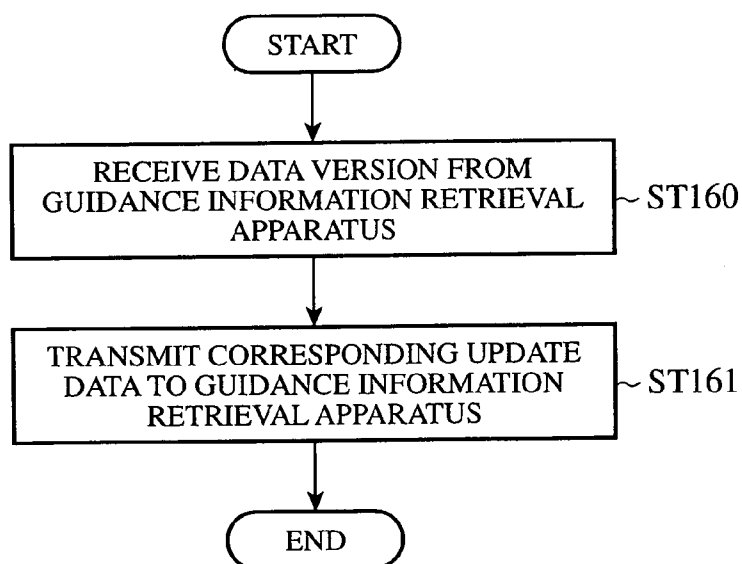 START
RECEIVE DATA VERSION FROM
GUIDANCE INFORMATION RETRIEVAL
APPARATUS
~ ST160
TRANSMIT CORRESPONDING UPDATE
DATA TO GUIDANCE INFORMATION
RETRIEVAL APPARATUS
~ ST161
END